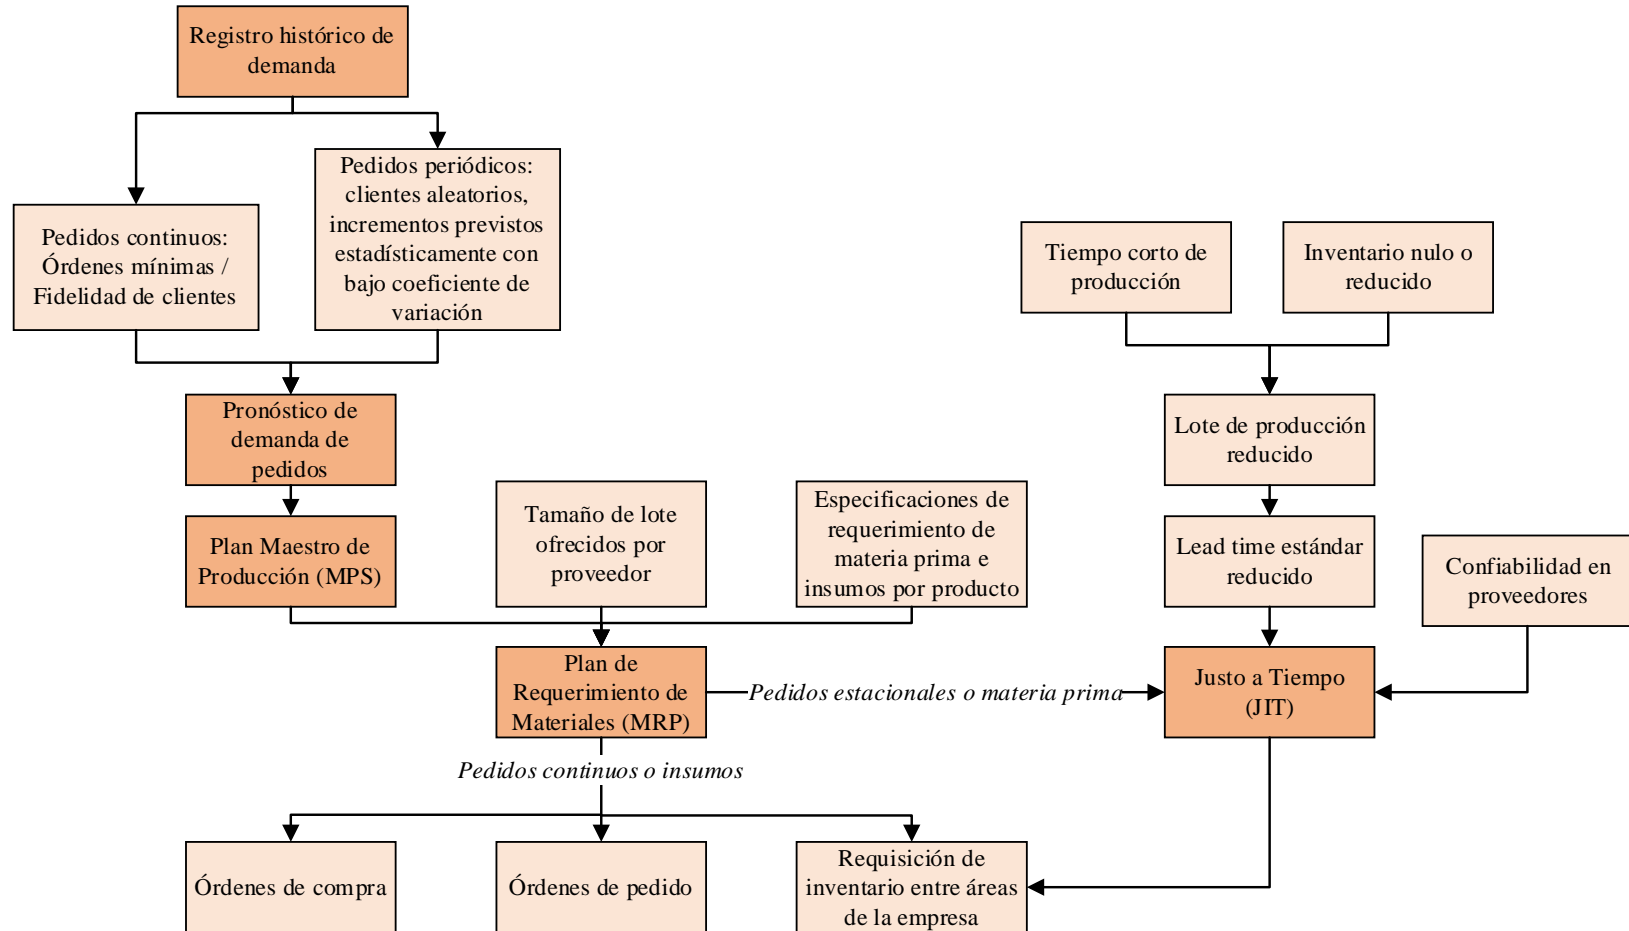 Registro histórico de
demanda
Pedidos periódicos:
clientes aleatorios,
incrementos previstos
estadísticamente con
bajo coeficiente de
variación
Pedidos continuos:
Órdenes mínimas /
Fidelidad de clientes
Tiempo corto de
producción
Inventario nulo o
reducido
Pronóstico de
demanda de
pedidos
Lote de producción
reducido
Plan Maestro de
Producción (MPS)
Tamaño de lote
ofrecidos por
proveedor
Especificaciones de
requerimiento de
materia prima e
insumos por producto
Lead time estándar
reducido
Confiabilidad en
proveedores
Plan de
Requerimiento de
Materiales (MRP)
Pedidos estacionales o materia prima
Justo a Tiempo
(JIT)
Pedidos continuos o insumos
Órdenes de compra
Órdenes de pedido
Requisición de
inventario entre áreas
de la empresa